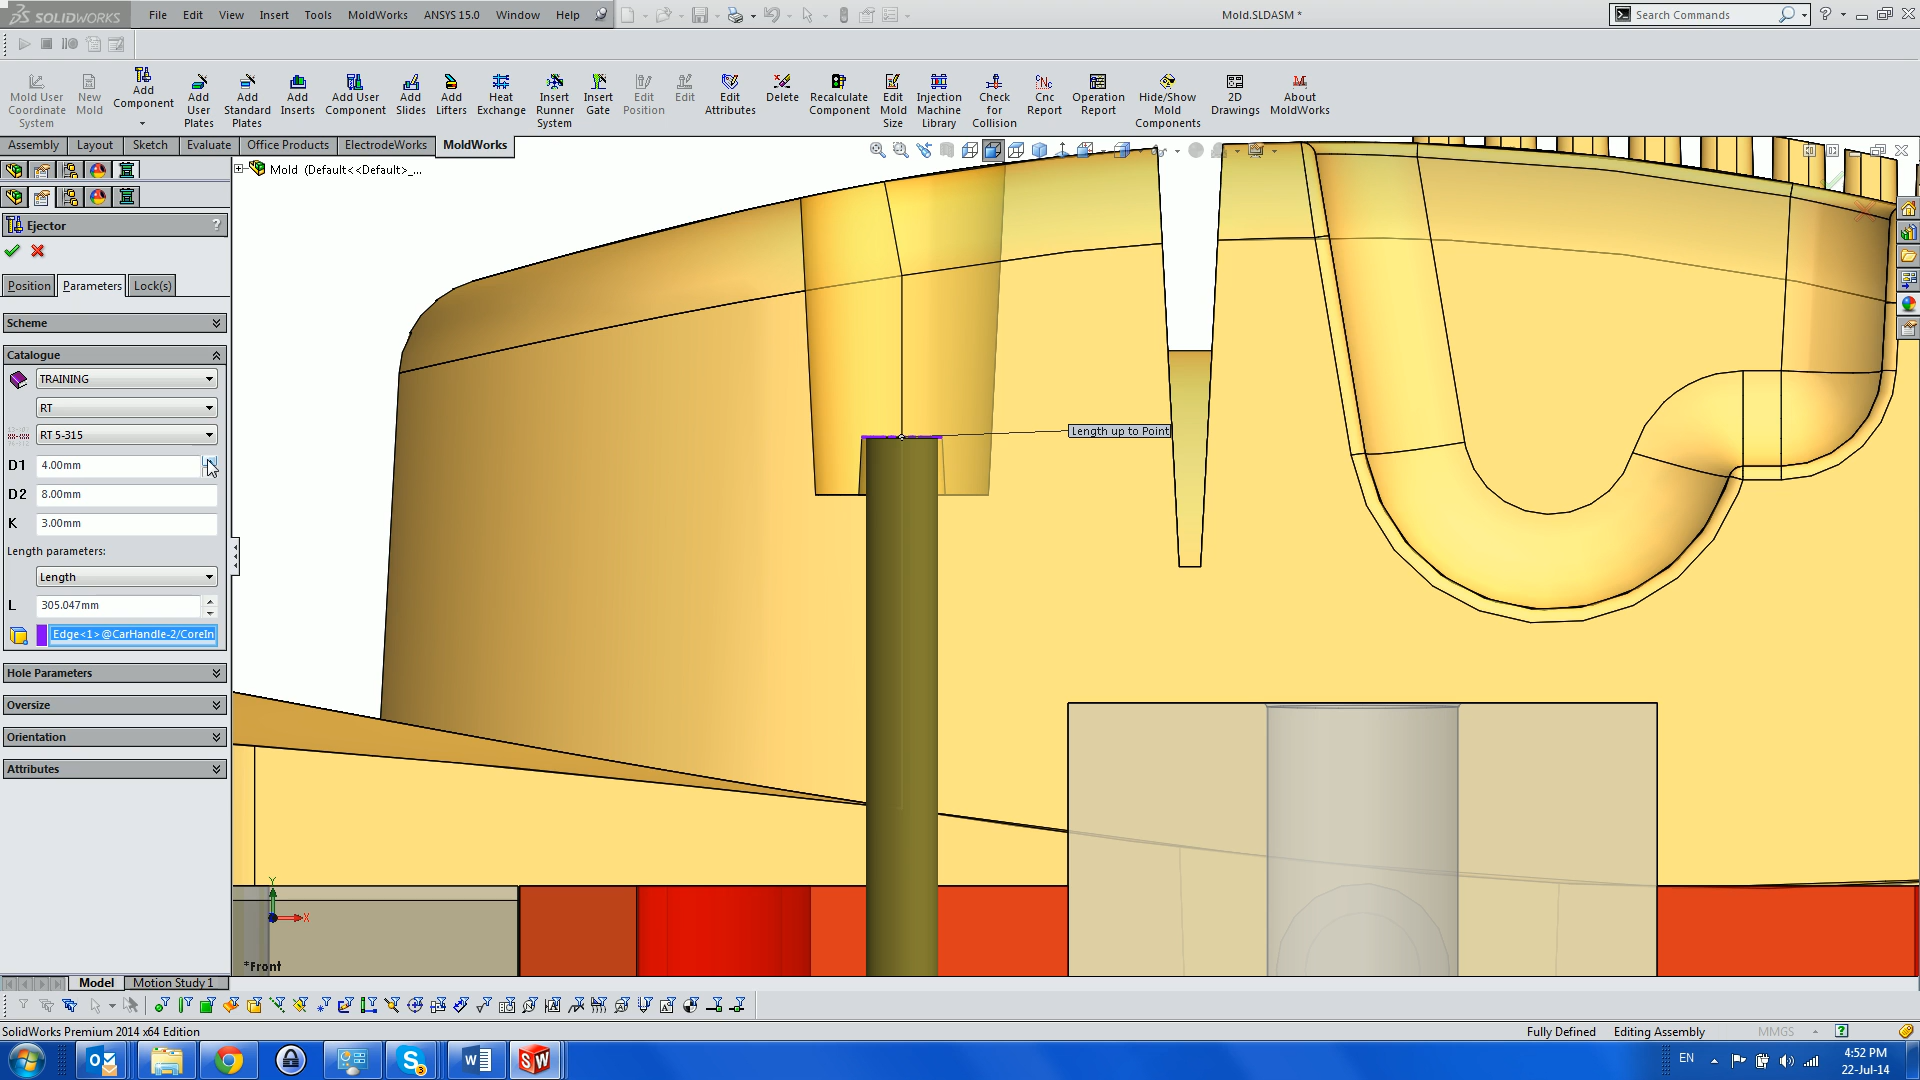 SOLIDWORKS File Edit View Insert Tools MoldWorks ANSYS 15.0 Window Help Mold.SLDASM * Search Commands
Mold User Coordinate System
New Mold
Add Component
Add User Plates
Add Standard Plates
Add Inserts
Add User Component
Add Slides
Add Lifters
Heat Exchange
Insert Runner System
Insert Gate
Edit Position
Edit
Edit Attributes
Delete
Recalculate Component
Edit Mold Size
Injection Machine Library
Check for Collision
Cnc Report
Operation Report
Hide/Show Mold Components
2D Drawings
About MoldWorks
Assembly Layout Sketch Evaluate Office Products ElectrodeWorks MoldWorks
Mold (Default<<Default>_...
Ejector ?
Position Parameters Lock(s)
Scheme
Catalogue
TRAINING
RT
RT 5-315
D1 4.00mm
D2 8.00mm
K 3.00mm
Length parameters:
Length
L 305.047mm
Edge<1>@CarHandle-2/CoreIn
Hole Parameters
Oversize
Orientation
Attributes
Length up to Point
Y
X
*Front
Model Motion Study 1
SolidWorks Premium 2014 x64 Edition Fully Defined Editing Assembly MMGS
EN 4:52 PM
22-Jul-14